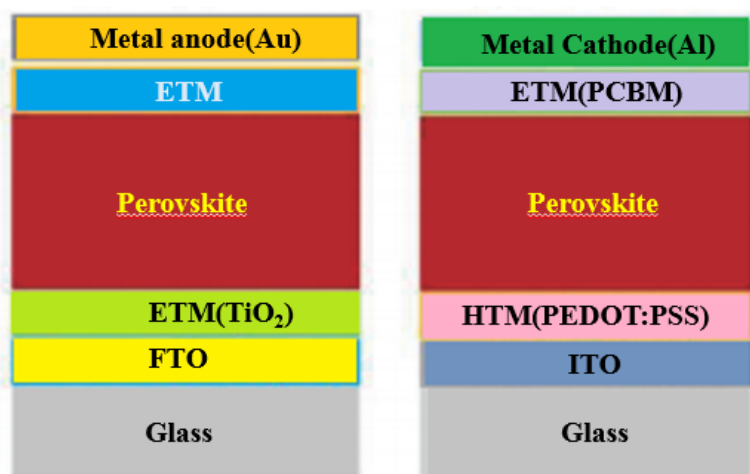 Metal anode(Au)
ETM
Perovskite
ETM(TiO₂)
FTO
Glass
Metal Cathode(Al)
ETM(PCBM)
Perovskite
HTM(PEDOT:PSS)
ITO
Glass